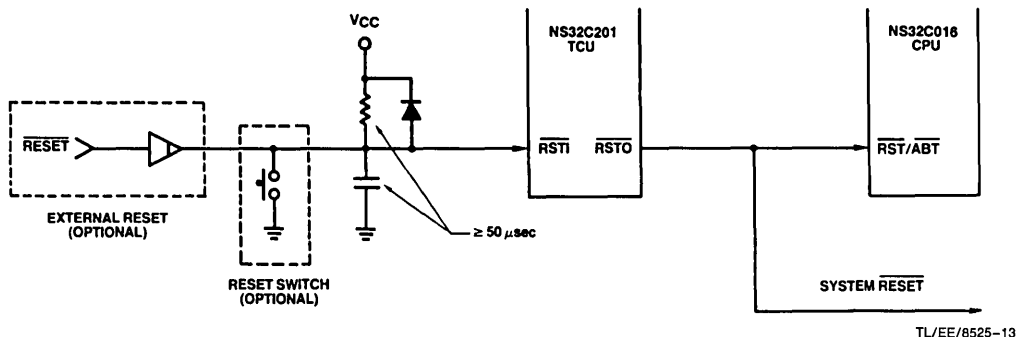 VCC
NS32C201
TCU
NS32C016
CPU
RESET
RSTI
RSTO
RST/ABT
EXTERNAL RESET
(OPTIONAL)
≥ 50 μsec
RESET SWITCH
(OPTIONAL)
SYSTEM RESET
TL/EE/8525-13